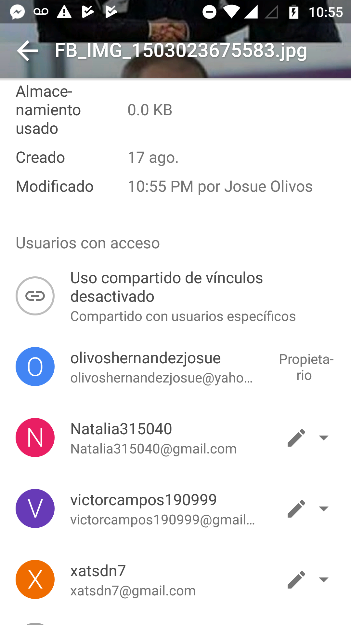 10:55
FB_IMG_1503023675583.jpg
Almace-
namiento
usado
0.0 KB
Creado
17 ago.
Modificado
10:55 PM por Josue Olivos
Usuarios con acceso
Uso compartido de vínculos
desactivado
Compartido con usuarios específicos
O
olivoshernandezjosue
olivoshernandezjosue@yaho...
Propieta-
rio
N
Natalia315040
Natalia315040@gmail.com
V
victorcampos190999
victorcampos190999@gmail...
X
xatsdn7
xatsdn7@gmail.com